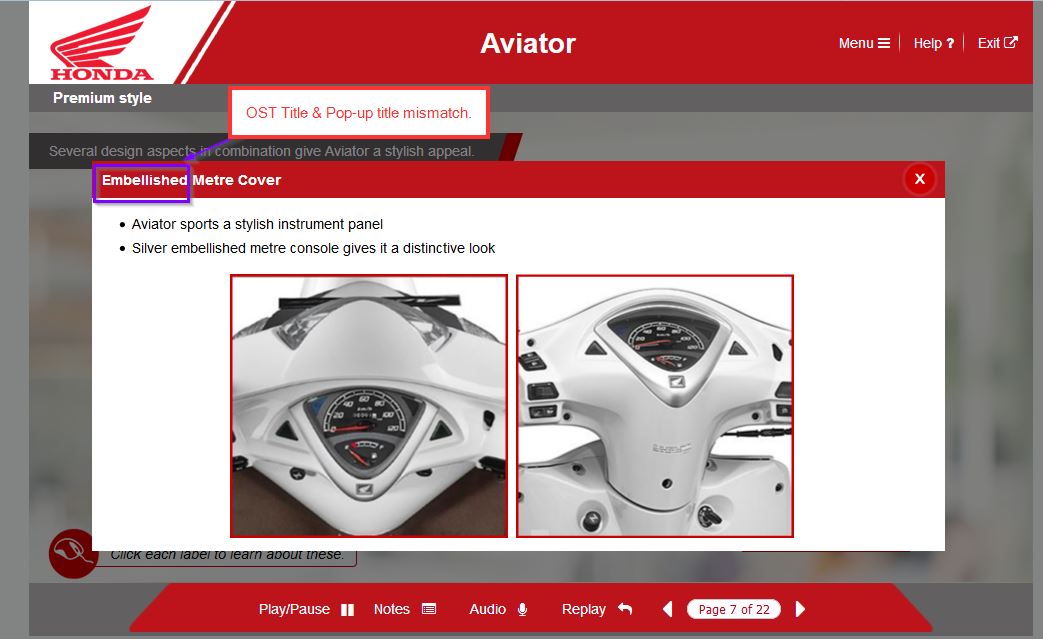 HONDA
Aviator
Menu
Help ?
Exit
Premium style
OST Title & Pop-up title mismatch.
Several design aspects in combination give Aviator a stylish appeal.
Embellished Metre Cover
X
Aviator sports a stylish instrument panel
Silver embellished metre console gives it a distinctive look
Click each label to learn about these.
Play/Pause
Notes
Audio
Replay
Page 7 of 22